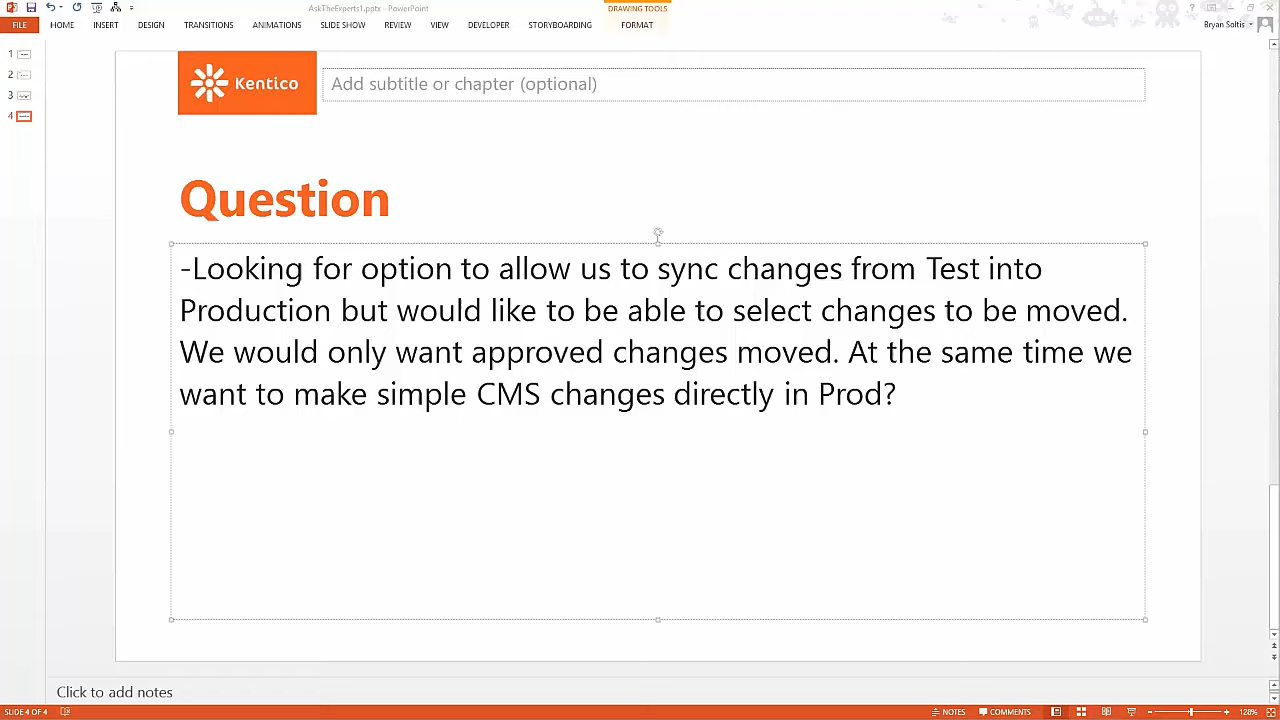 AskTheExperts1.pptx - PowerPoint
DRAWING TOOLS
FILE HOME INSERT DESIGN TRANSITIONS ANIMATIONS SLIDE SHOW REVIEW VIEW DEVELOPER STORYBOARDING FORMAT
Bryan Soltis
1
2
3
4
Kentico
Add subtitle or chapter (optional)
Question
-Looking for option to allow us to sync changes from Test into
Production but would like to be able to select changes to be moved.
We would only want approved changes moved. At the same time we
want to make simple CMS changes directly in Prod?
Click to add notes
SLIDE 4 OF 4
NOTES COMMENTS 128%